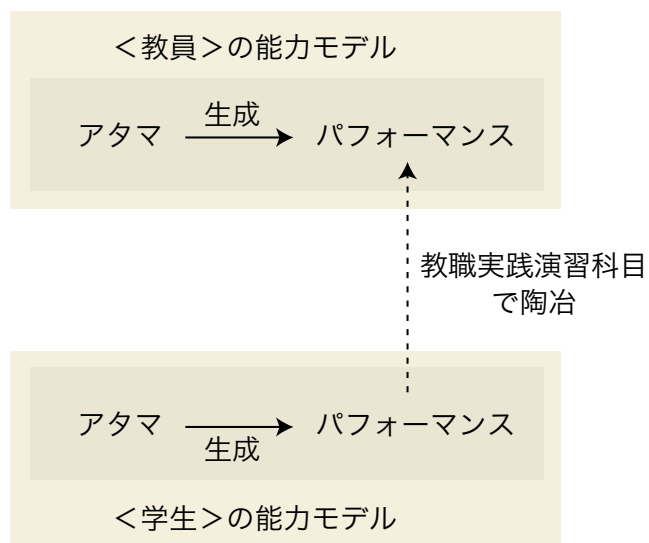 ＜教員＞の能力モデル
生成
アタマ
パフォーマンス
教職実践演習科目
で陶冶
アタマ
パフォーマンス
生成
＜学生＞の能力モデル